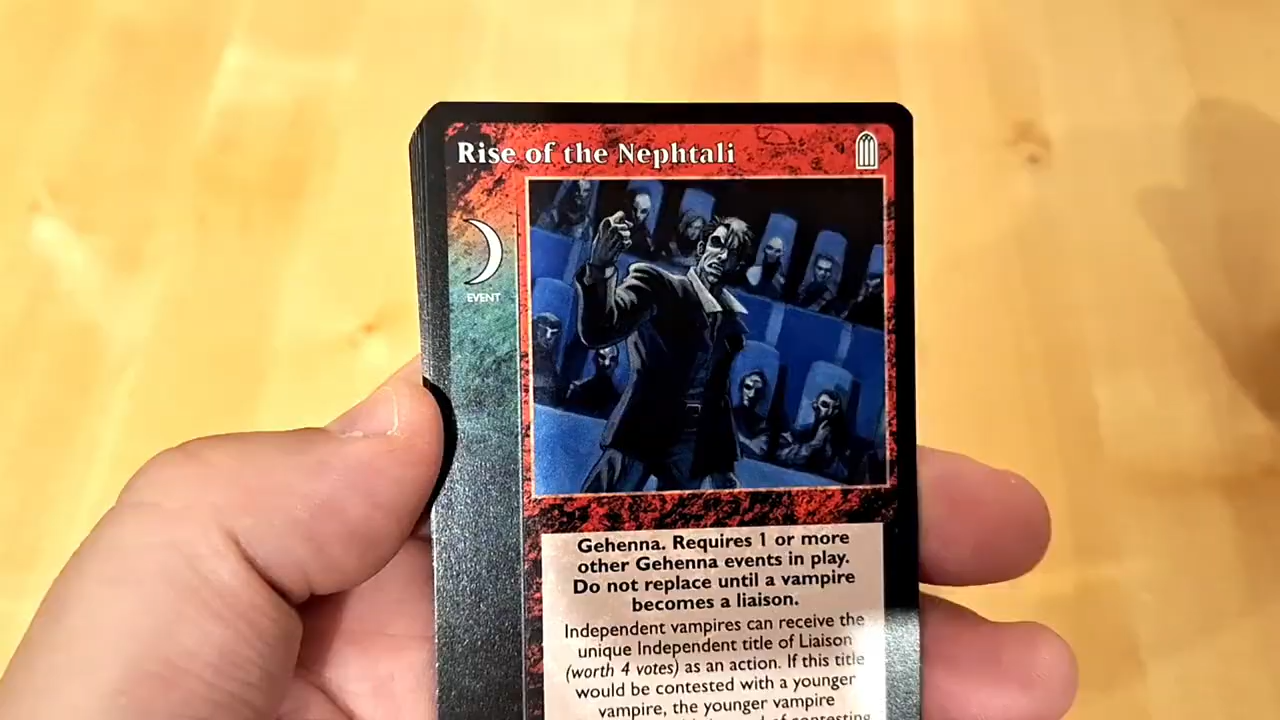 Rise of the Nephtali
EVENT
Gehenna. Requires 1 or more
other Gehenna events in play.
Do not replace until a vampire
becomes a liaison.
Independent vampires can receive the
unique Independent title of Liaison
(worth 4 votes) as an action. If this title
would be contested with a younger
vampire, the younger vampire
of contesting